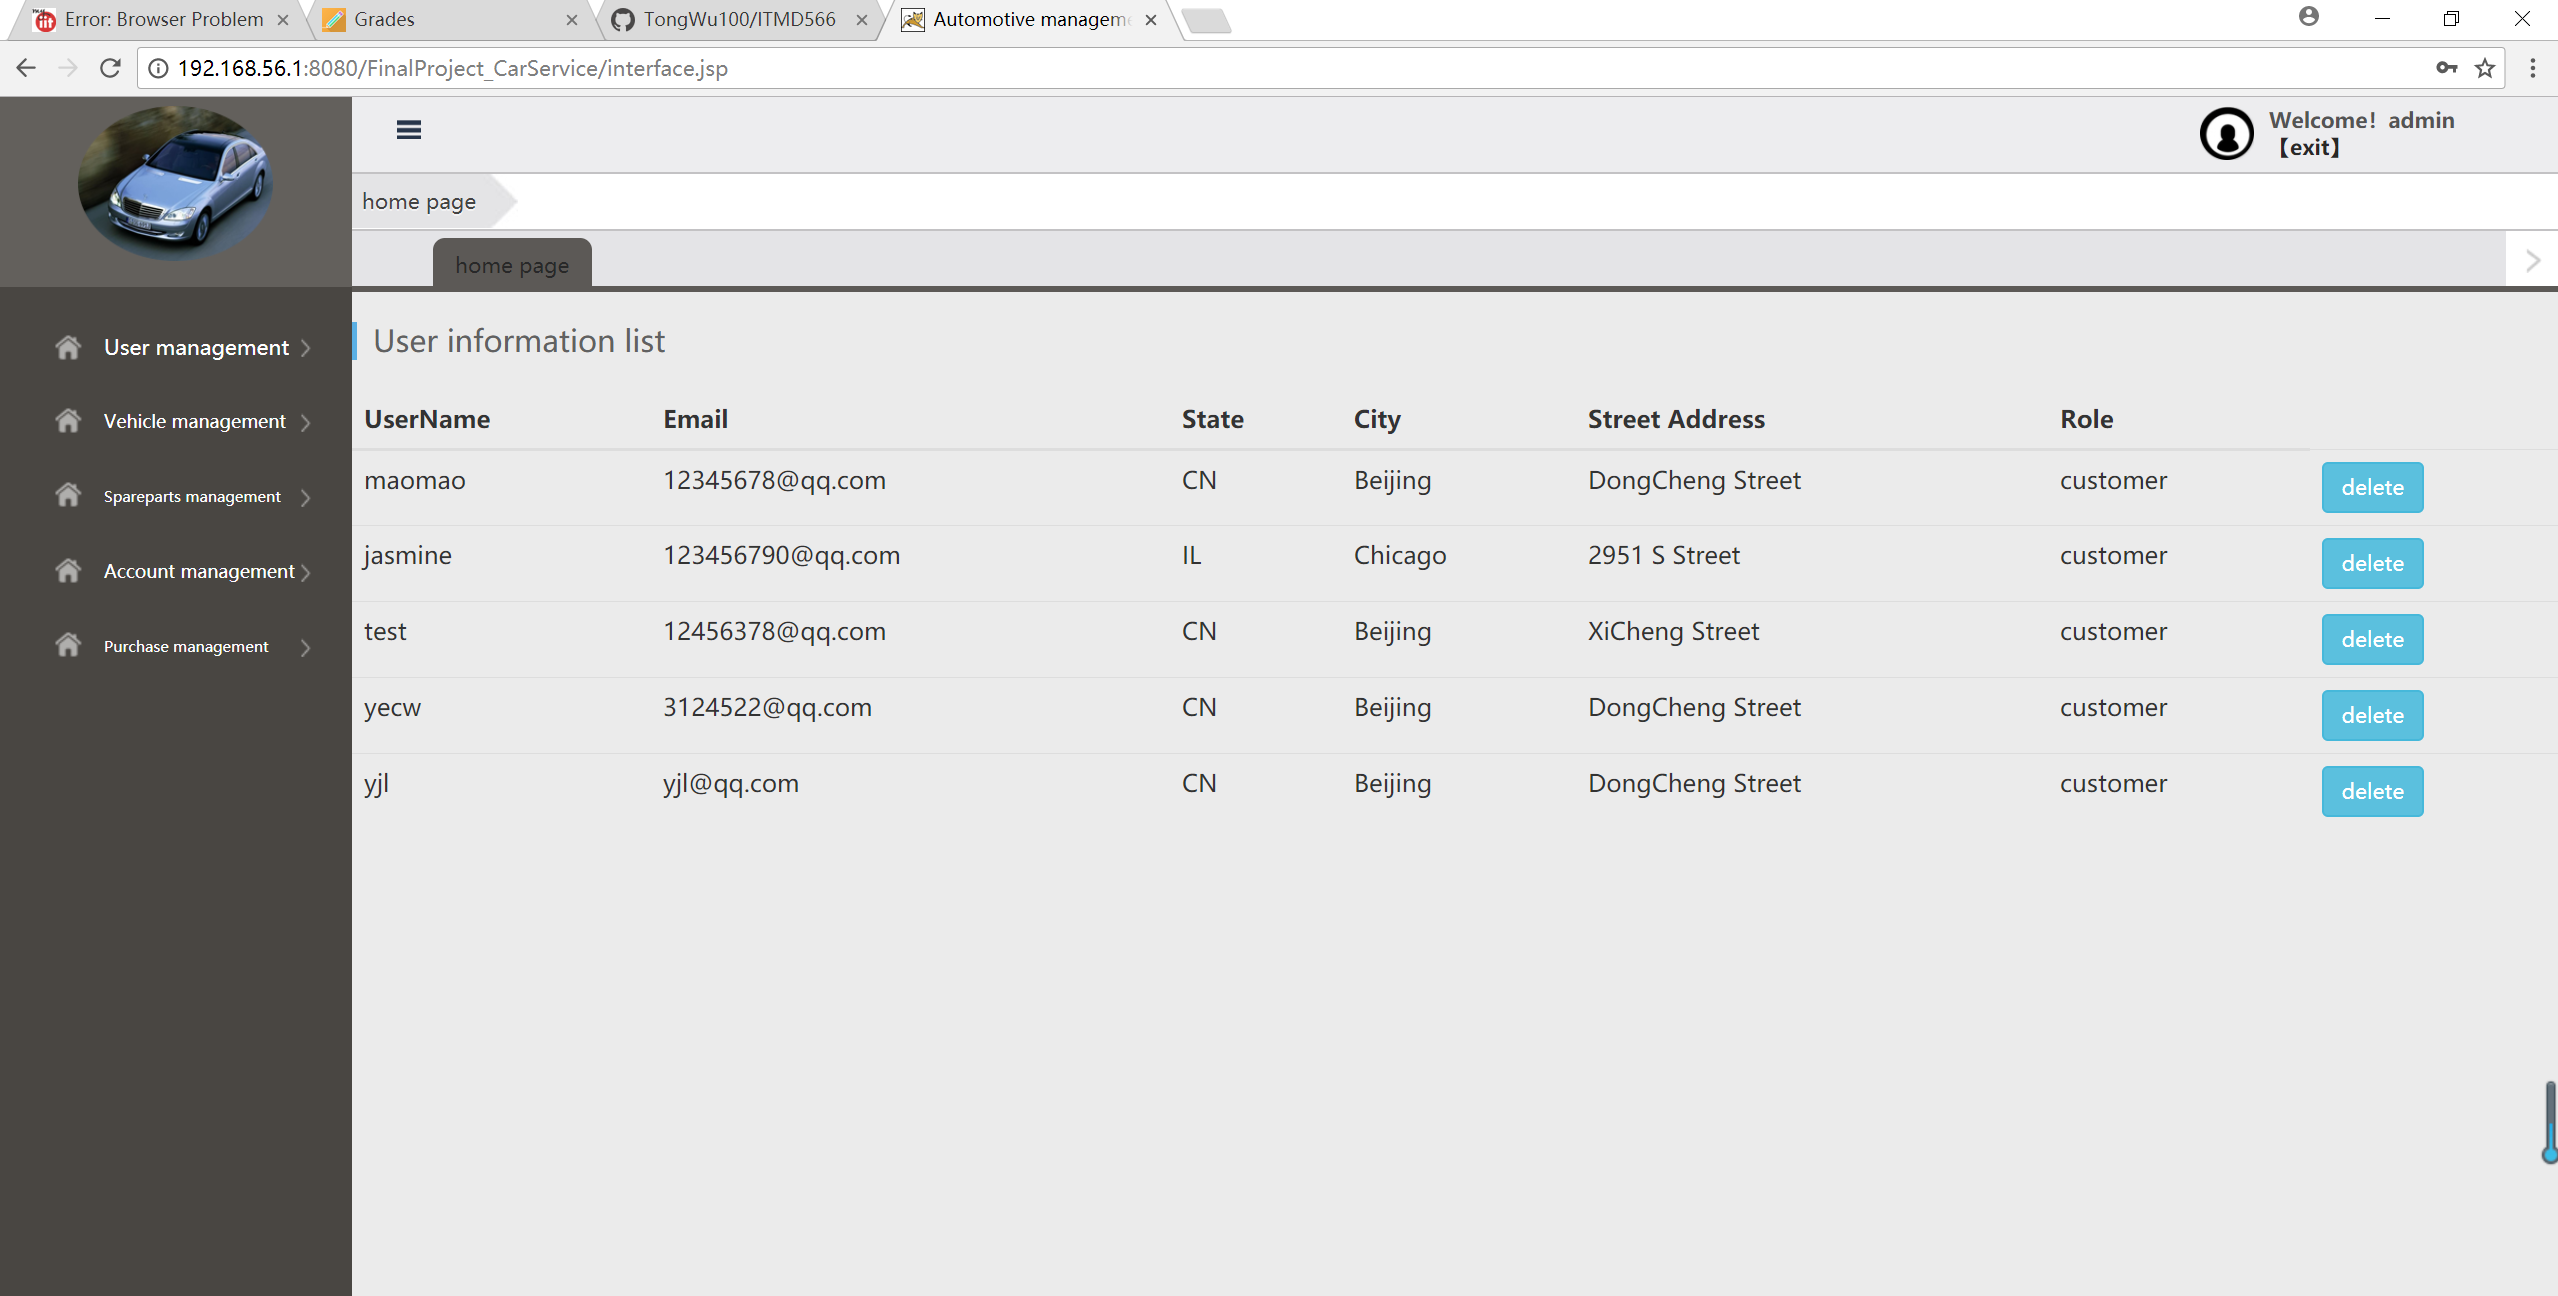 Error: Browser Problem
Grades
TongWu100/ITMD566
Automotive managem
192.168.56.1:8080/FinalProject_CarService/interface.jsp
Welcome! admin
【exit】
home page
home page
User management
Vehicle management
Spareparts management
Account management
Purchase management
User information list
UserName Email State City Street Address Role
maomao 12345678@qq.com CN Beijing DongCheng Street customer delete
jasmine 123456790@qq.com IL Chicago 2951 S Street customer delete
test 12456378@qq.com CN Beijing XiCheng Street customer delete
yecw 3124522@qq.com CN Beijing DongCheng Street customer delete
yjl yjl@qq.com CN Beijing DongCheng Street customer delete